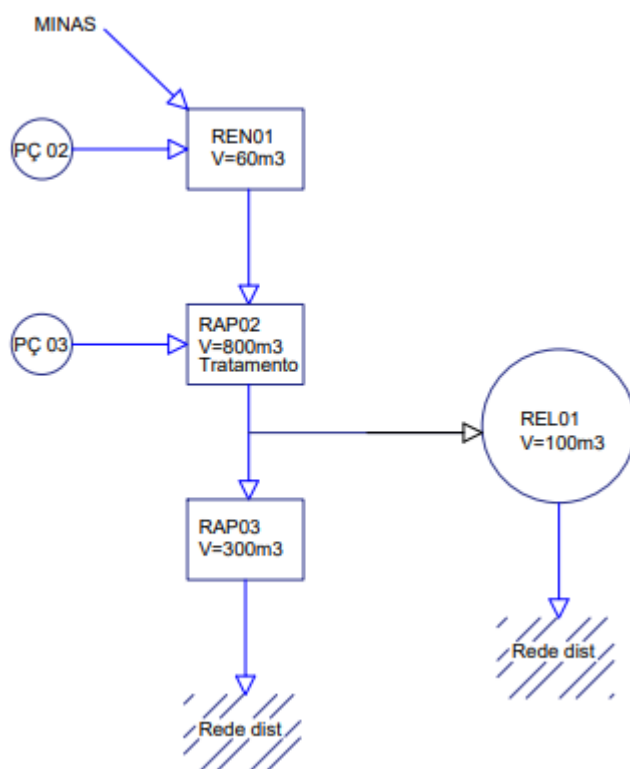 MINAS
PÇ 02
REN01
V=60m3
PÇ 03
RAP02
V=800m3
Tratamento
REL01
V=100m3
RAP03
V=300m3
Rede dist
Rede dist